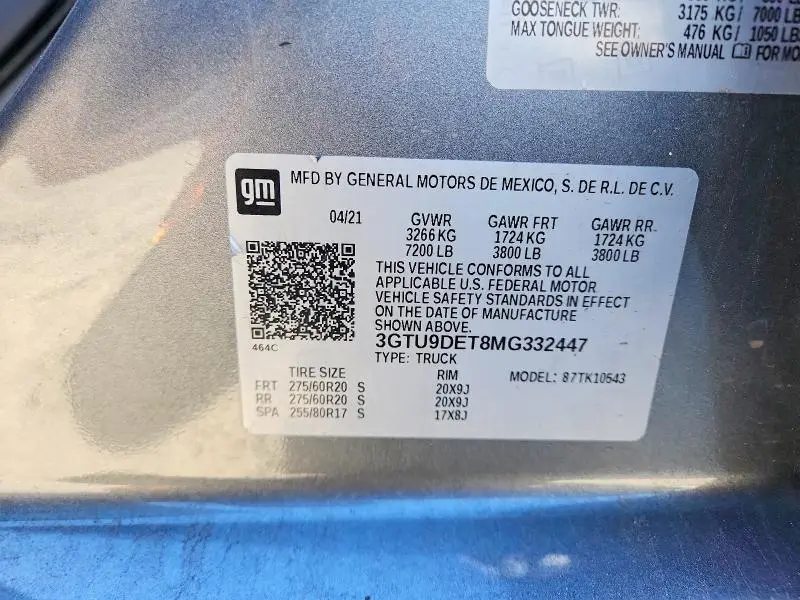 GOOSENECK TWR: 3175 KG/ 7000 LB
MAX TONGUE WEIGHT: 476 KG/ 1050 LBS
SEE OWNER'S MANUAL FOR MO
gm
MFD BY GENERAL MOTORS DE MEXICO, S. DE R.L. DE C.V.
04/21 GVWR GAWR FRT GAWR RR.
3266 KG 1724 KG 1724 KG
7200 LB 3800 LB 3800 LB
THIS VEHICLE CONFORMS TO ALL
APPLICABLE U.S. FEDERAL MOTOR
VEHICLE SAFETY STANDARDS IN EFFECT
ON THE DATE OF MANUFACTURE
SHOWN ABOVE.
464C
3GTU9DET8MG332447
TYPE: TRUCK
TIRE SIZE RIM MODEL: 87TK10543
FRT 275/60R20 S 20X9J
RR 275/60R20 S 20X9J
SPA 255/80R17 S 17X8J